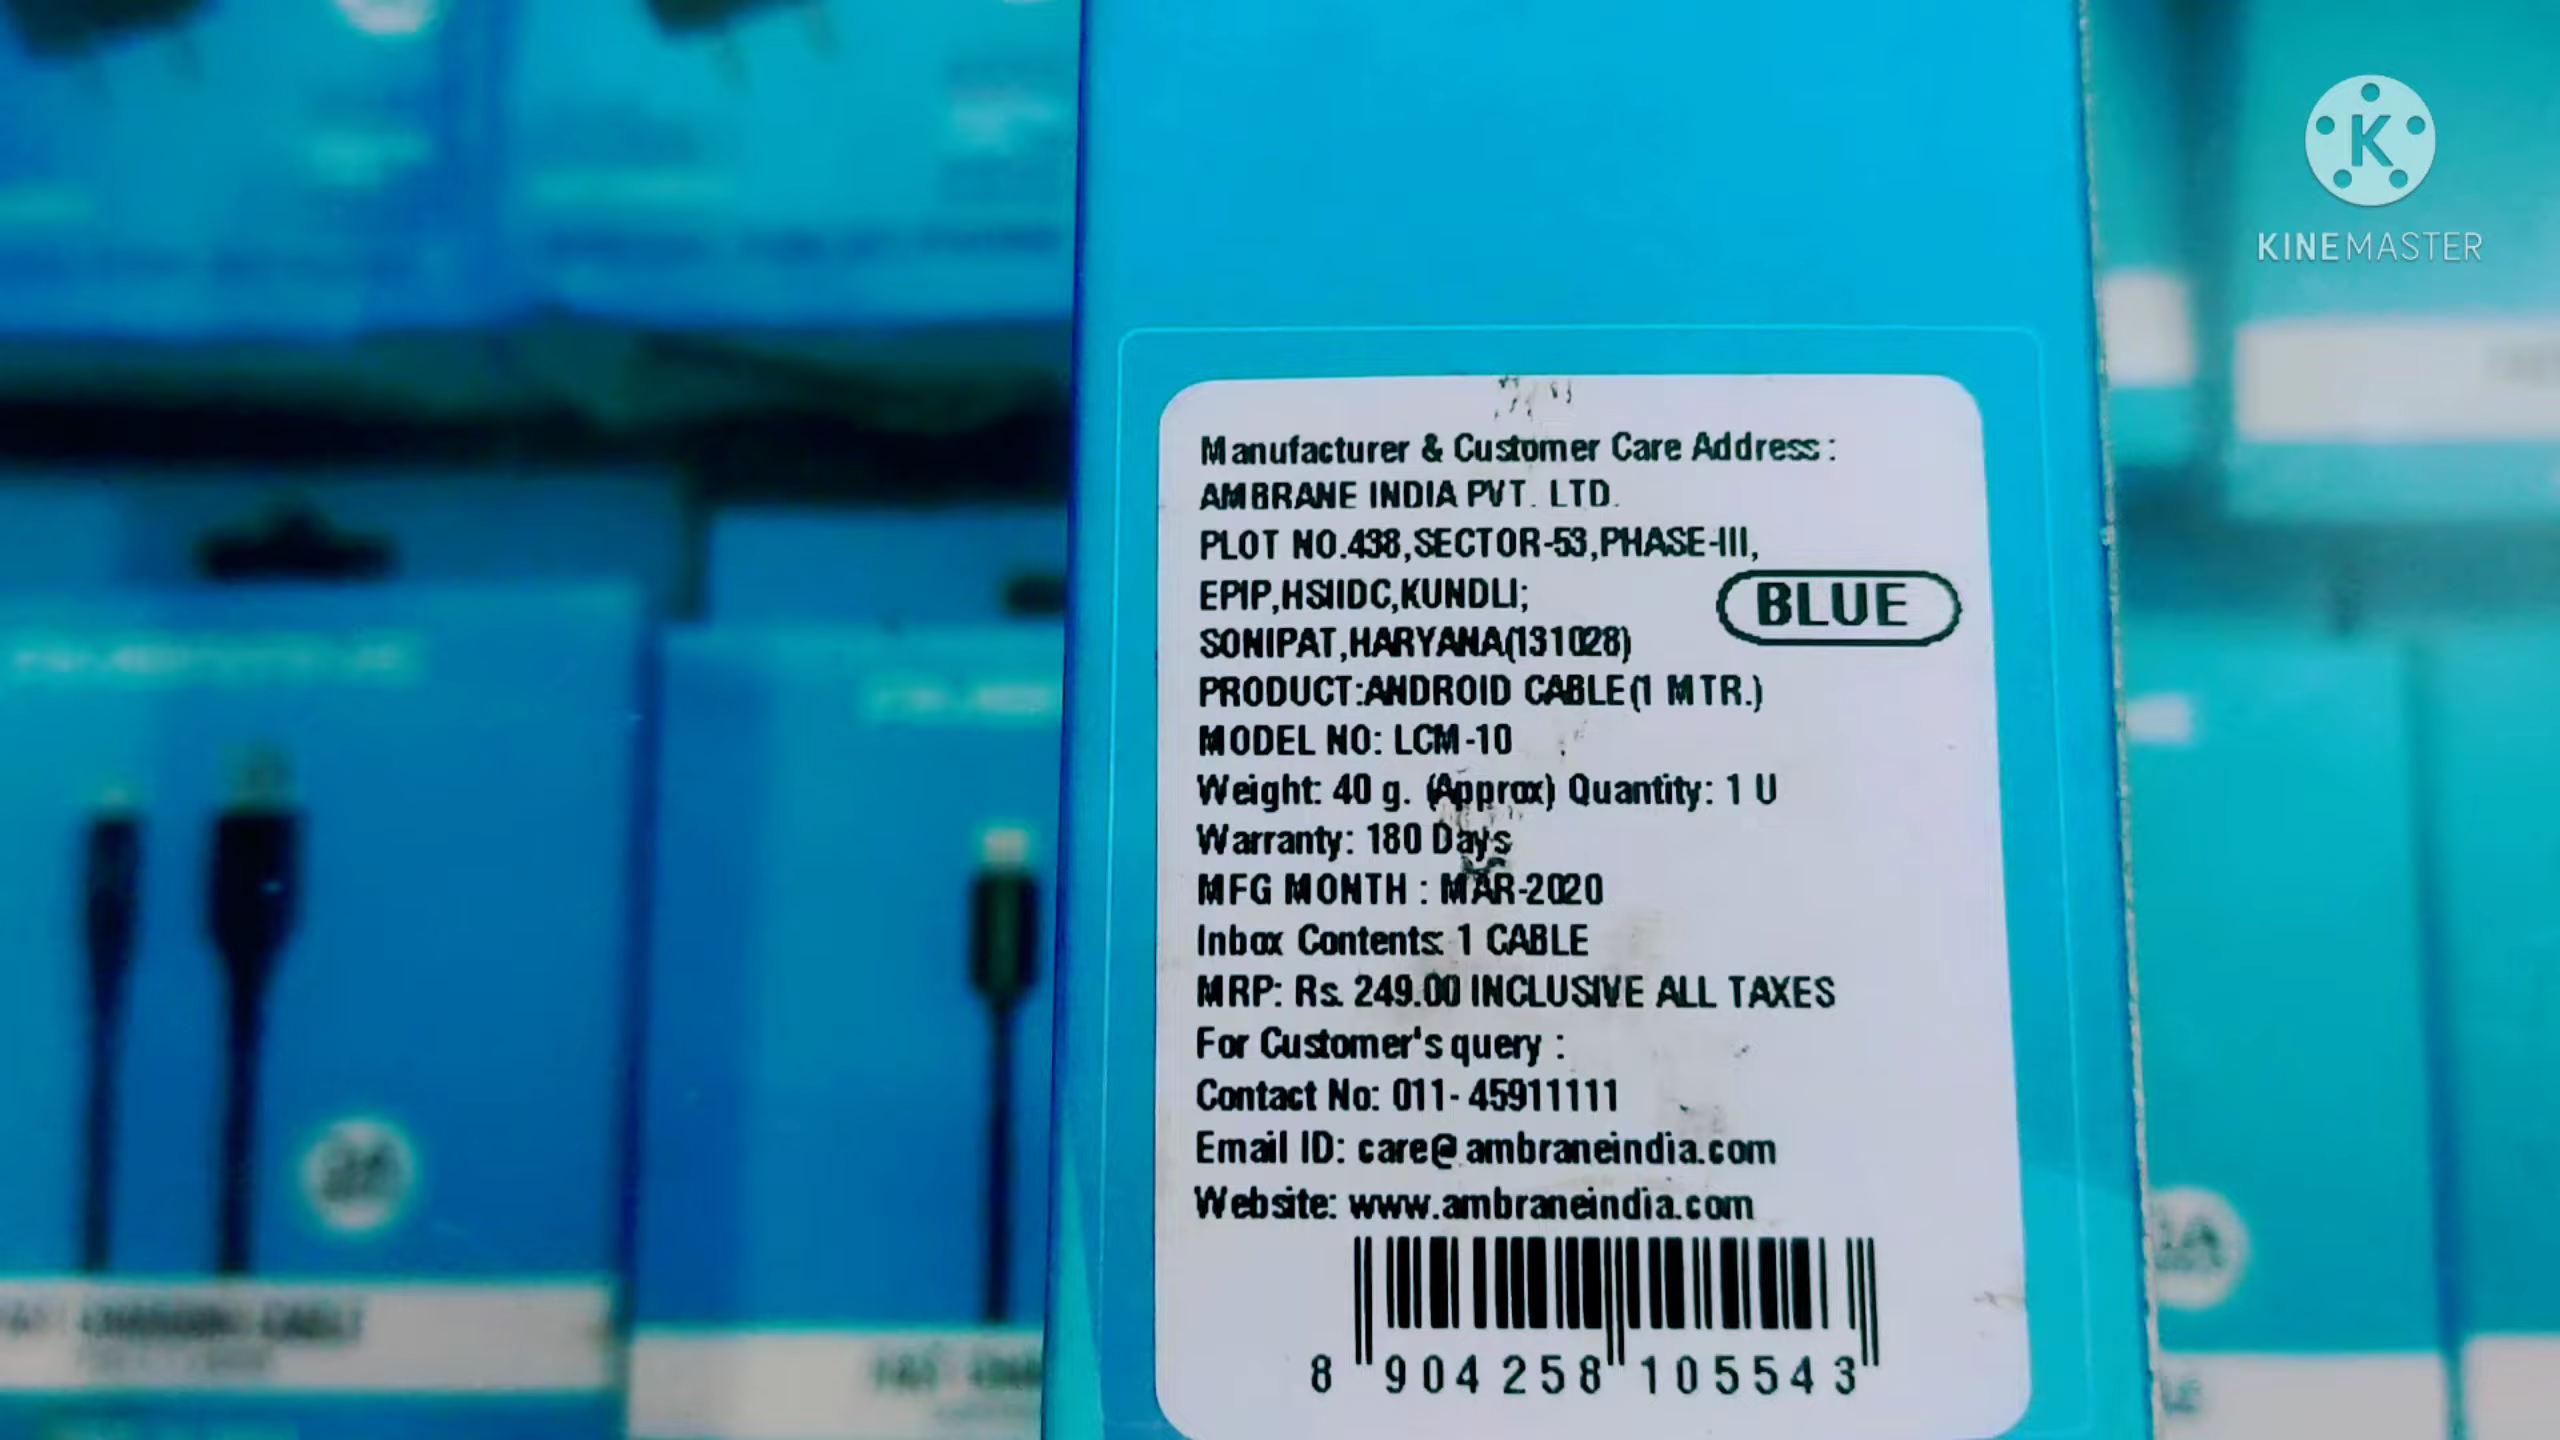 KINEMASTER
Manufacturer & Customer Care Address :
AMBRANE INDIA PVT. LTD.
PLOT NO.438,SECTOR-53,PHASE-III,
EPIP,HSIIDC,KUNDLI;
BLUE
SONIPAT,HARYANA(131028)
PRODUCT:ANDROID CABLE(1 MTR.)
MODEL NO: LCM-10
Weight: 40 g. (Approx) Quantity: 1 U
Warranty: 180 Days
MFG MONTH : MAR-2020
Inbox Contents: 1 CABLE
MRP: Rs. 249.00 INCLUSIVE ALL TAXES
For Customer's query :
Contact No: 011- 45911111
Email ID: care@ambraneindia.com
Website: www.ambraneindia.com
8 904258 105543